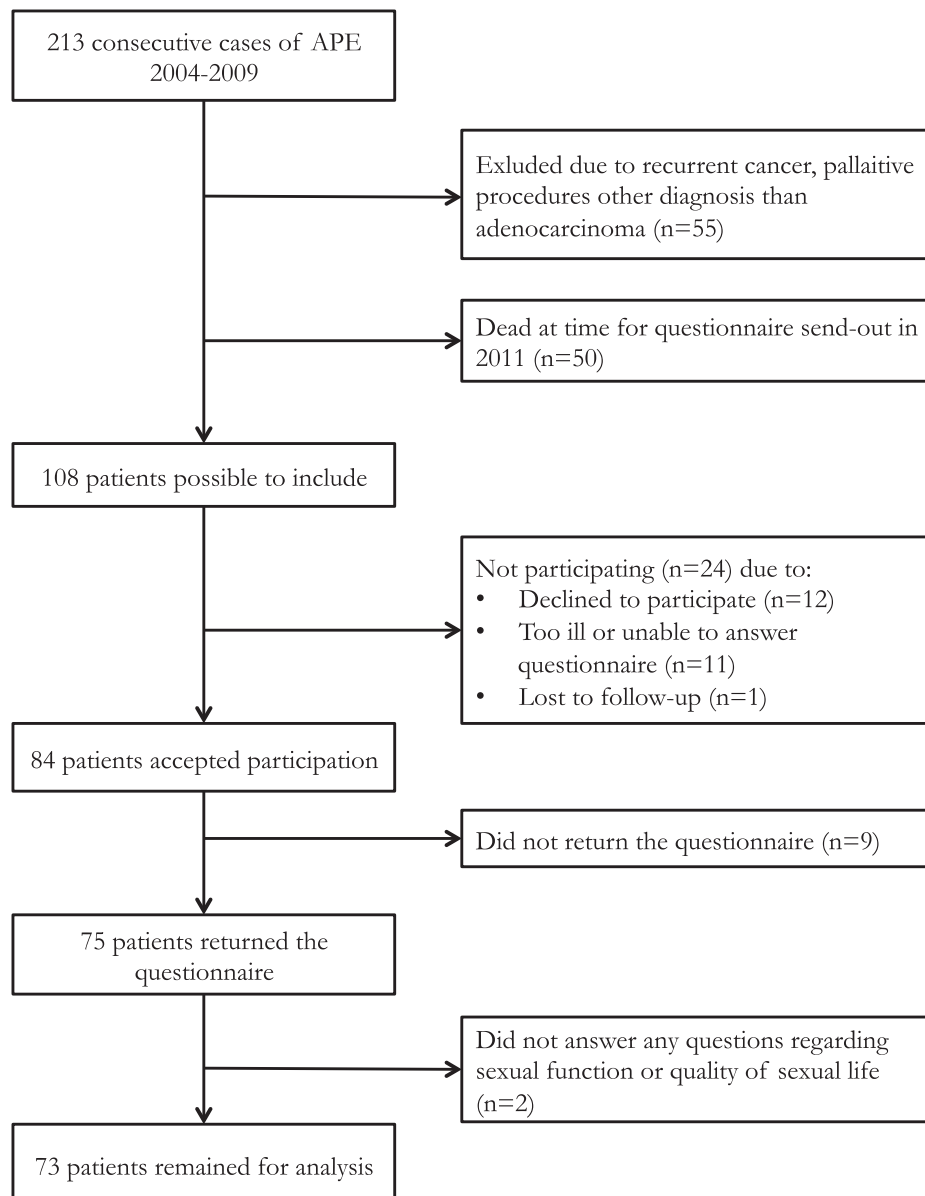 213 consecutive cases of APE
2004-2009
Exluded due to recurrent cancer, pallaitive
procedures other diagnosis than
adenocarcinoma (n=55)
Dead at time for questionnaire send-out in
2011 (n=50)
108 patients possible to include
Not participating (n=24) due to:
• Declined to participate (n=12)
• Too ill or unable to answer
questionnaire (n=11)
• Lost to follow-up (n=1)
84 patients accepted participation
Did not return the questionnaire (n=9)
75 patients returned the
questionnaire
Did not answer any questions regarding
sexual function or quality of sexual life
(n=2)
73 patients remained for analysis